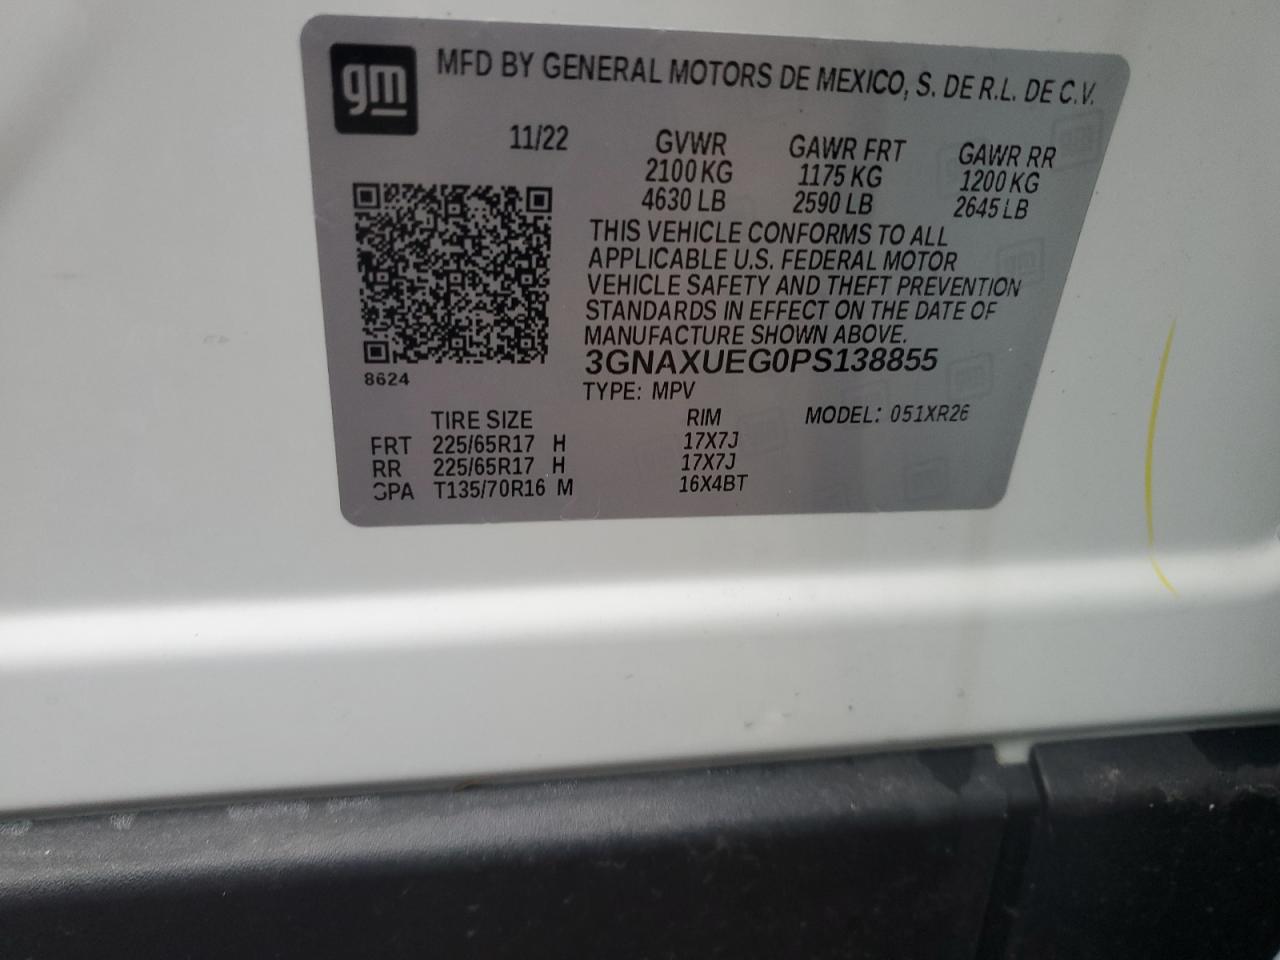 gm
MFD BY GENERAL MOTORS DE MEXICO, S. DE R.L. DE C.V.
11/22
GVWR GAWR FRT GAWR RR
2100 KG 1175 KG 1200 KG
4630 LB 2590 LB 2645 LB
THIS VEHICLE CONFORMS TO ALL
APPLICABLE U.S. FEDERAL MOTOR
VEHICLE SAFETY AND THEFT PREVENTION
STANDARDS IN EFFECT ON THE DATE OF
MANUFACTURE SHOWN ABOVE.
3GNAXUEG0PS138855
8624
TYPE: MPV
TIRE SIZE RIM MODEL: 051XR26
FRT 225/65R17 H 17X7J
RR 225/65R17 H 17X7J
SPA T135/70R16 M 16X4BT